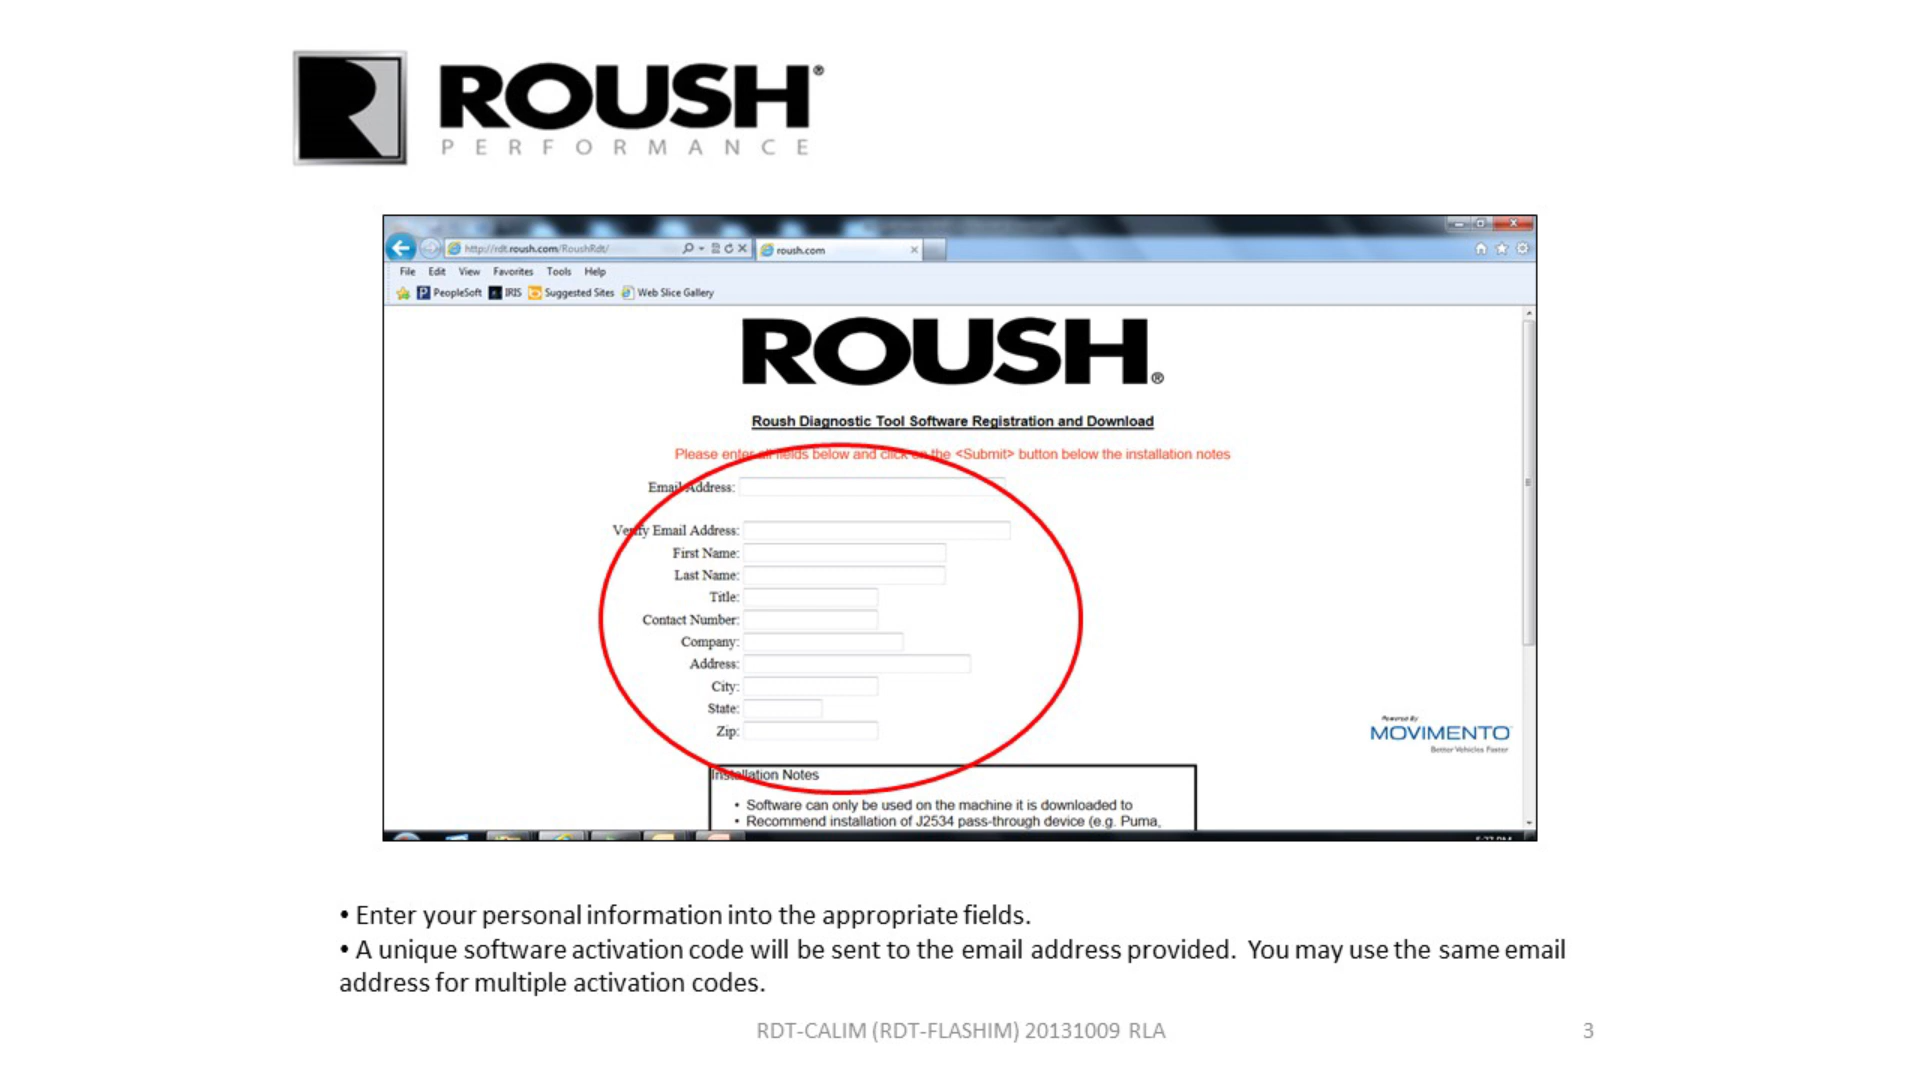 ROUSH®
PERFORMANCE
http://rdt.roush.com/RoushRdt/
roush.com
File Edit View Favorites Tools Help
PeopleSoft IRIS Suggested Sites Web Slice Gallery
ROUSH®
Roush Diagnostic Tool Software Registration and Download
Please enter all fields below and click on the <Submit> button below the installation notes
Email Address:
Verify Email Address:
First Name:
Last Name:
Title:
Contact Number:
Company:
Address:
City:
State:
Zip:
Powered By
MOVIMENTO
Better Vehicles Faster
Installation Notes
• Software can only be used on the machine it is downloaded to
• Recommend installation of J2534 pass-through device (e.g. Puma,
• Enter your personal information into the appropriate fields.
• A unique software activation code will be sent to the email address provided. You may use the same email
address for multiple activation codes.
RDT-CALIM (RDT-FLASHIM) 20131009 RLA
3